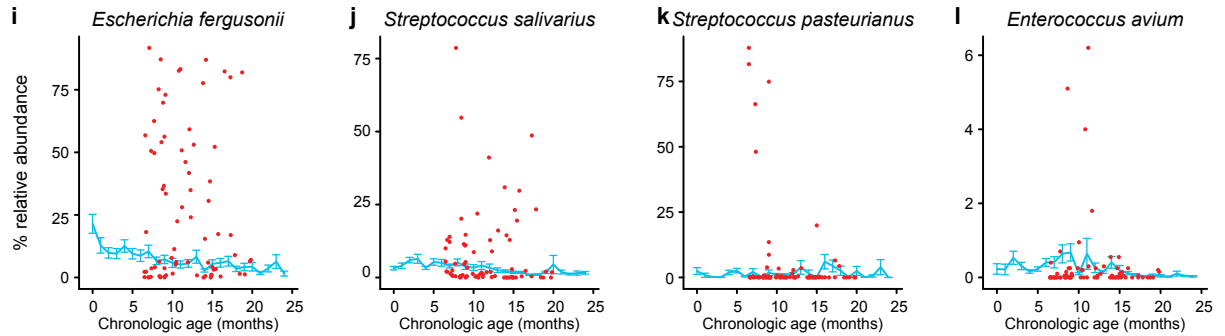 i Escherichia fergusonii
j Streptococcus salivarius
k Streptococcus pasteurianus
l Enterococcus avium
% relative abundance
75
50
25
0
0 5 10 15 20 25
Chronologic age (months)
75
50
25
0
0 5 10 15 20 25
Chronologic age (months)
75
50
25
0
0 5 10 15 20 25
Chronologic age (months)
6
4
2
0
0 5 10 15 20 25
Chronologic age (months)